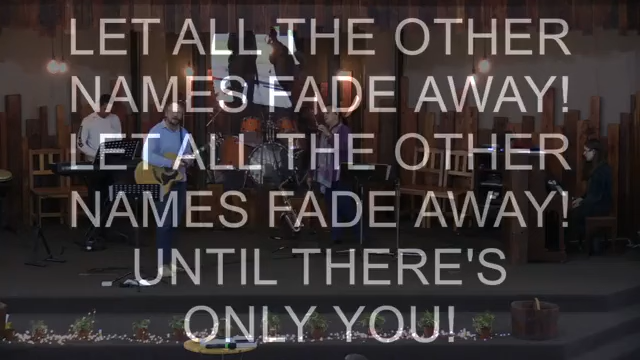 LET ALL THE OTHER
NAMES FADE AWAY!
LET ALL THE OTHER
NAMES FADE AWAY!
UNTIL THERE'S
ONLY YOU!